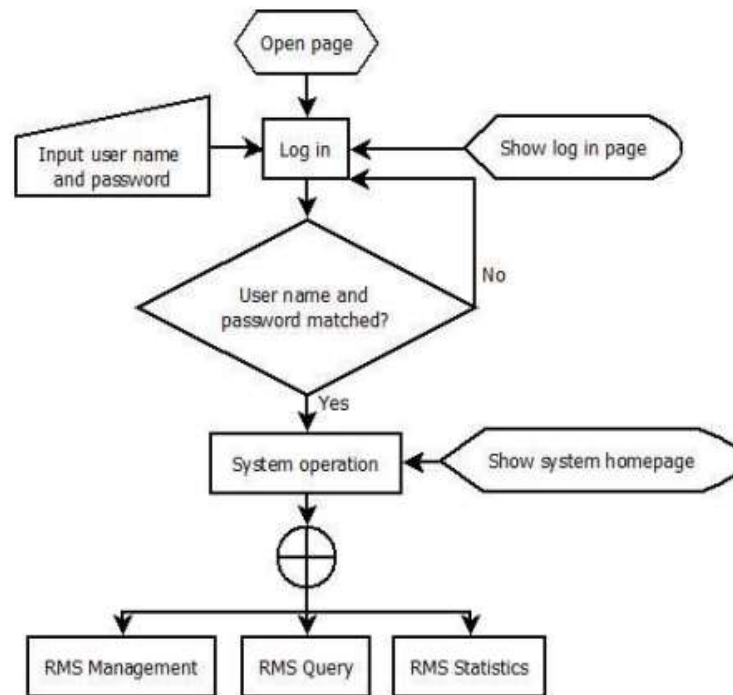 Open page
Input user name
and password
Log in
Show log in page
No
User name and
password matched?
Yes
System operation
Show system homepage
RMS Management
RMS Query
RMS Statistics